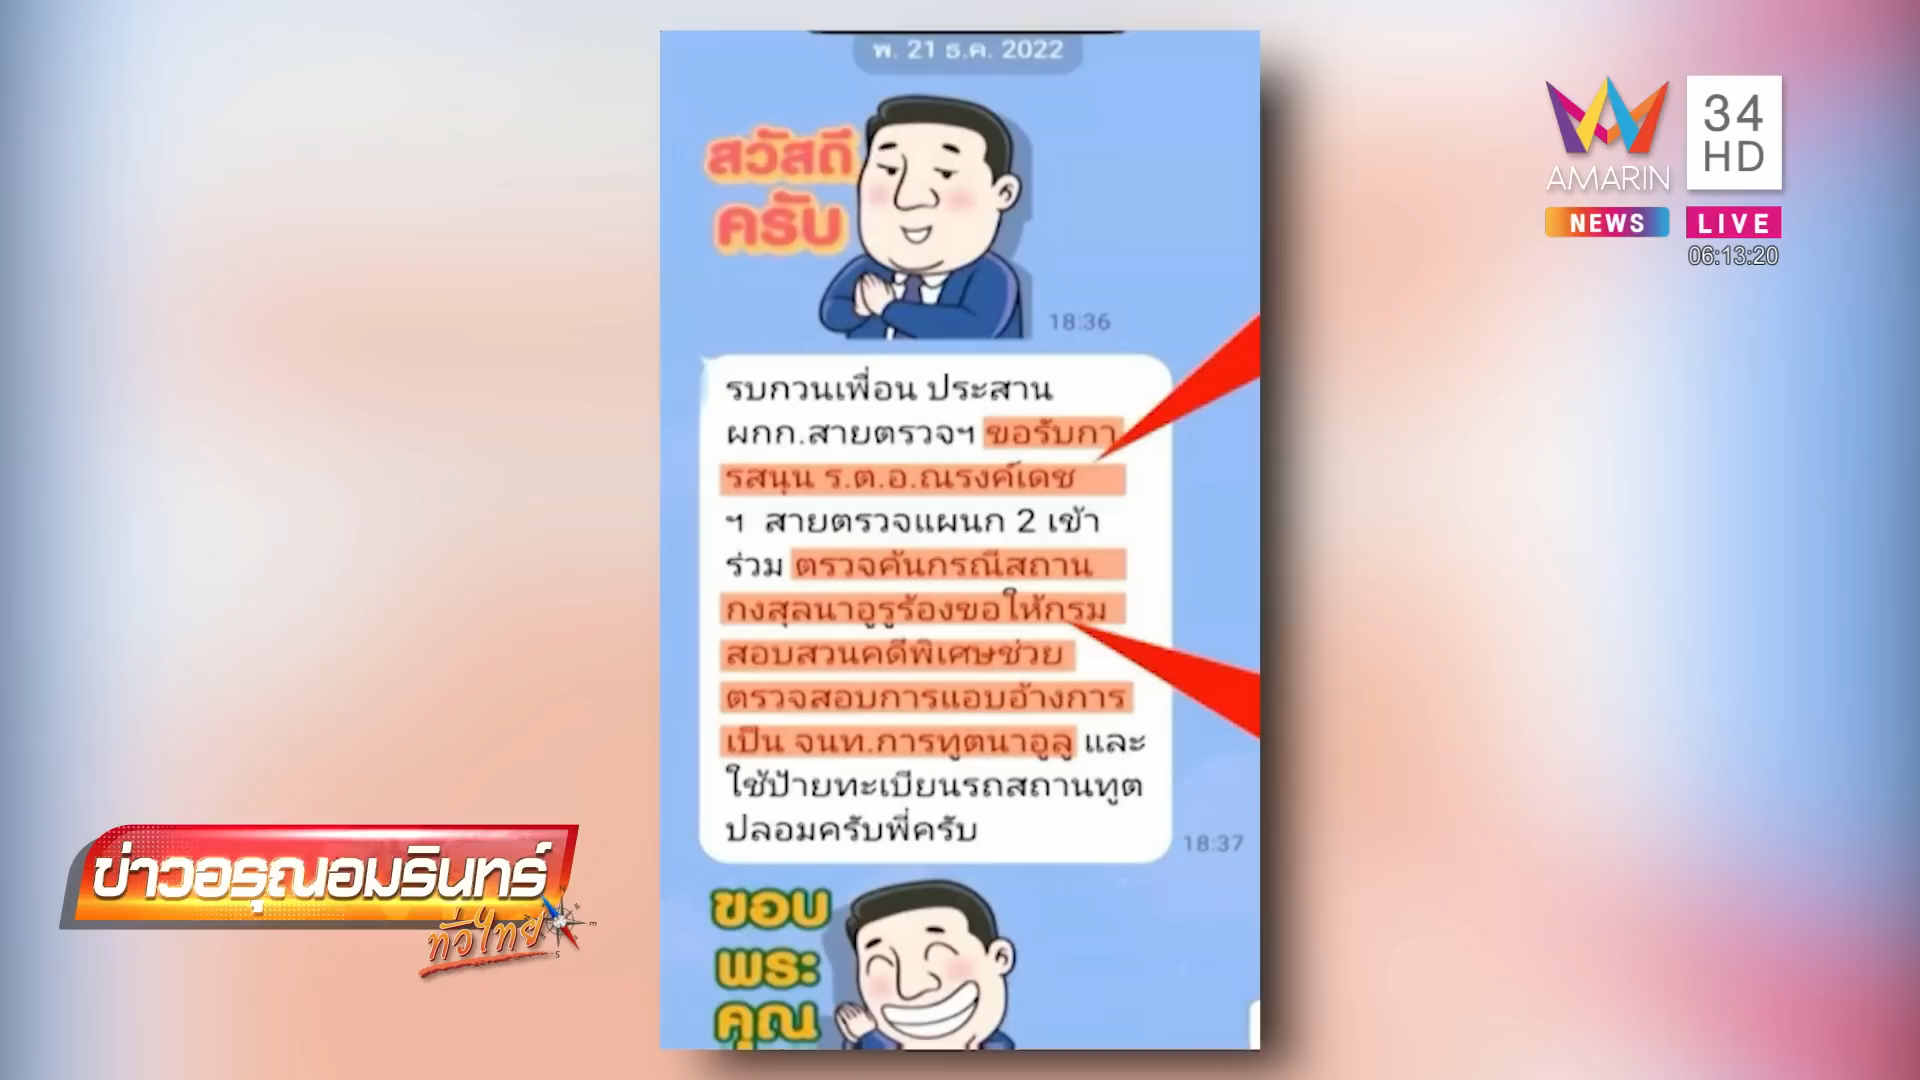 พ. 21 ธ.ค. 2022
สวัสดี
ครับ
18:36
รบกวนเพื่อน ประสาน
ผกก.สายตรวจฯ ขอรับกา
รสนุน ร.ต.อ.ณรงค์เดช
ฯ สายตรวจแผนก 2 เข้า
ร่วม ตรวจค้นกรณีสถาน
กงสุลนาอูรูร้องขอให้กรม
สอบสวนคดีพิเศษช่วย
ตรวจสอบการแอบอ้างการ
เป็น จนท.การทูตนาอูลู และ
ใช้ป้ายทะเบียนรถสถานทูต
ปลอมครับพี่ครับ
18:37
ขอบ
พระ
คุณ
AMARIN
34
HD
NEWS
LIVE
06:13:20
ข่าวอรุณอมรินทร์
ทั่วไทย